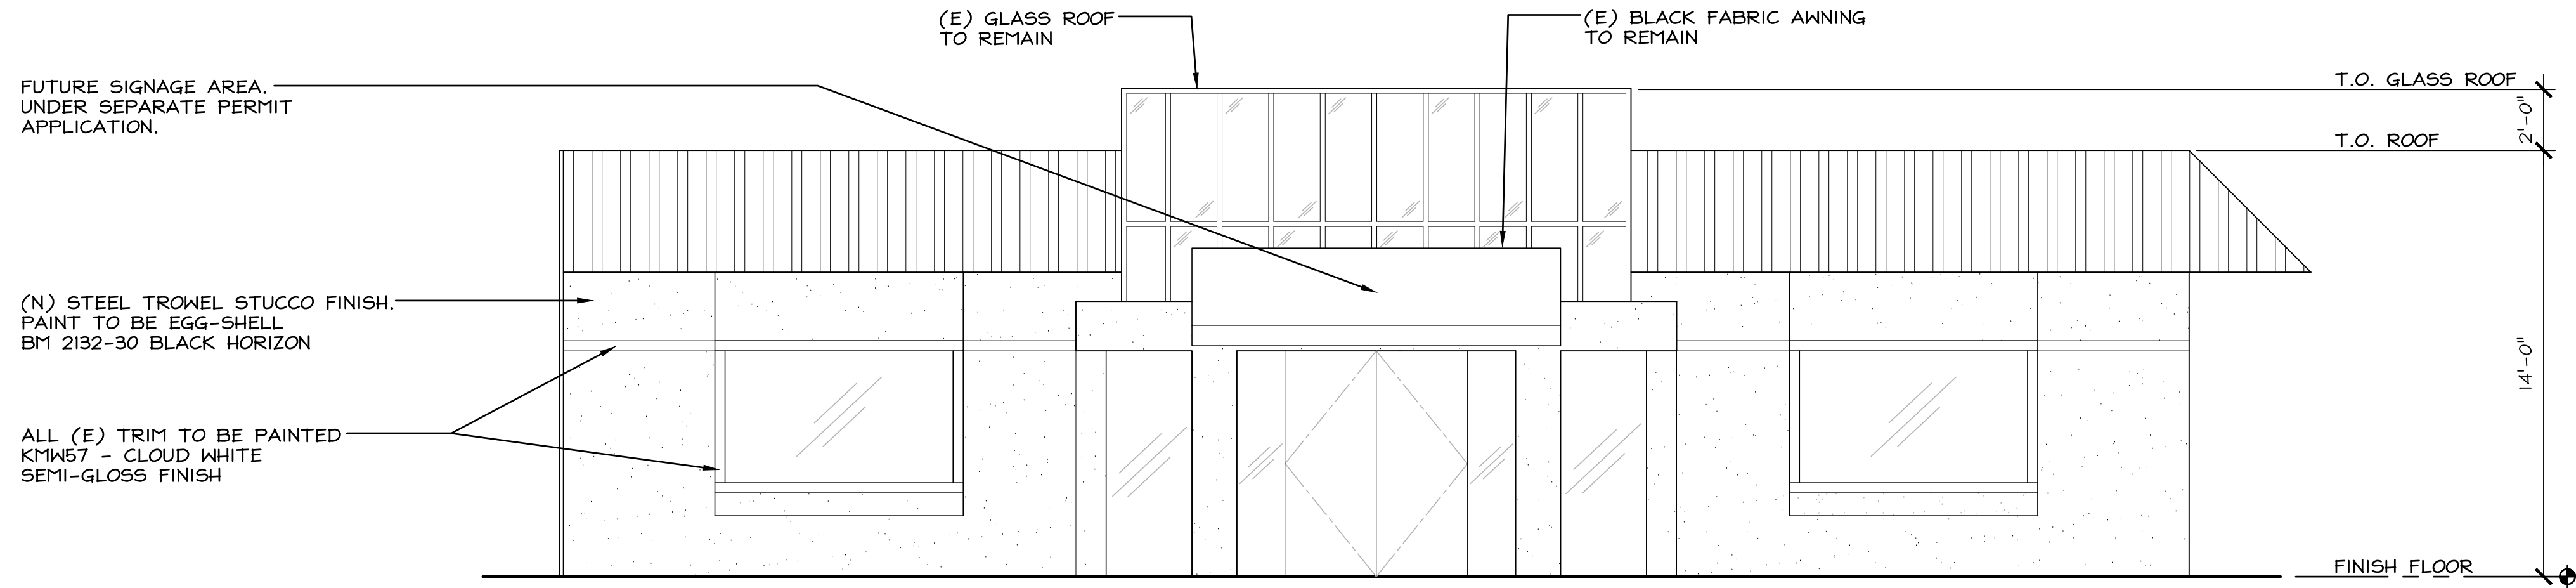 (E) GLASS ROOF
TO REMAIN
(E) BLACK FABRIC AWNING
TO REMAIN
FUTURE SIGNAGE AREA.
UNDER SEPARATE PERMIT
APPLICATION.
T.O. GLASS ROOF
2'-0"
T.O. ROOF
(N) STEEL TROWEL STUCCO FINISH.
PAINT TO BE EGG-SHELL
BM 2132-30 BLACK HORIZON
14'-0"
ALL (E) TRIM TO BE PAINTED
KMW57 - CLOUD WHITE
SEMI-GLOSS FINISH
FINISH FLOOR